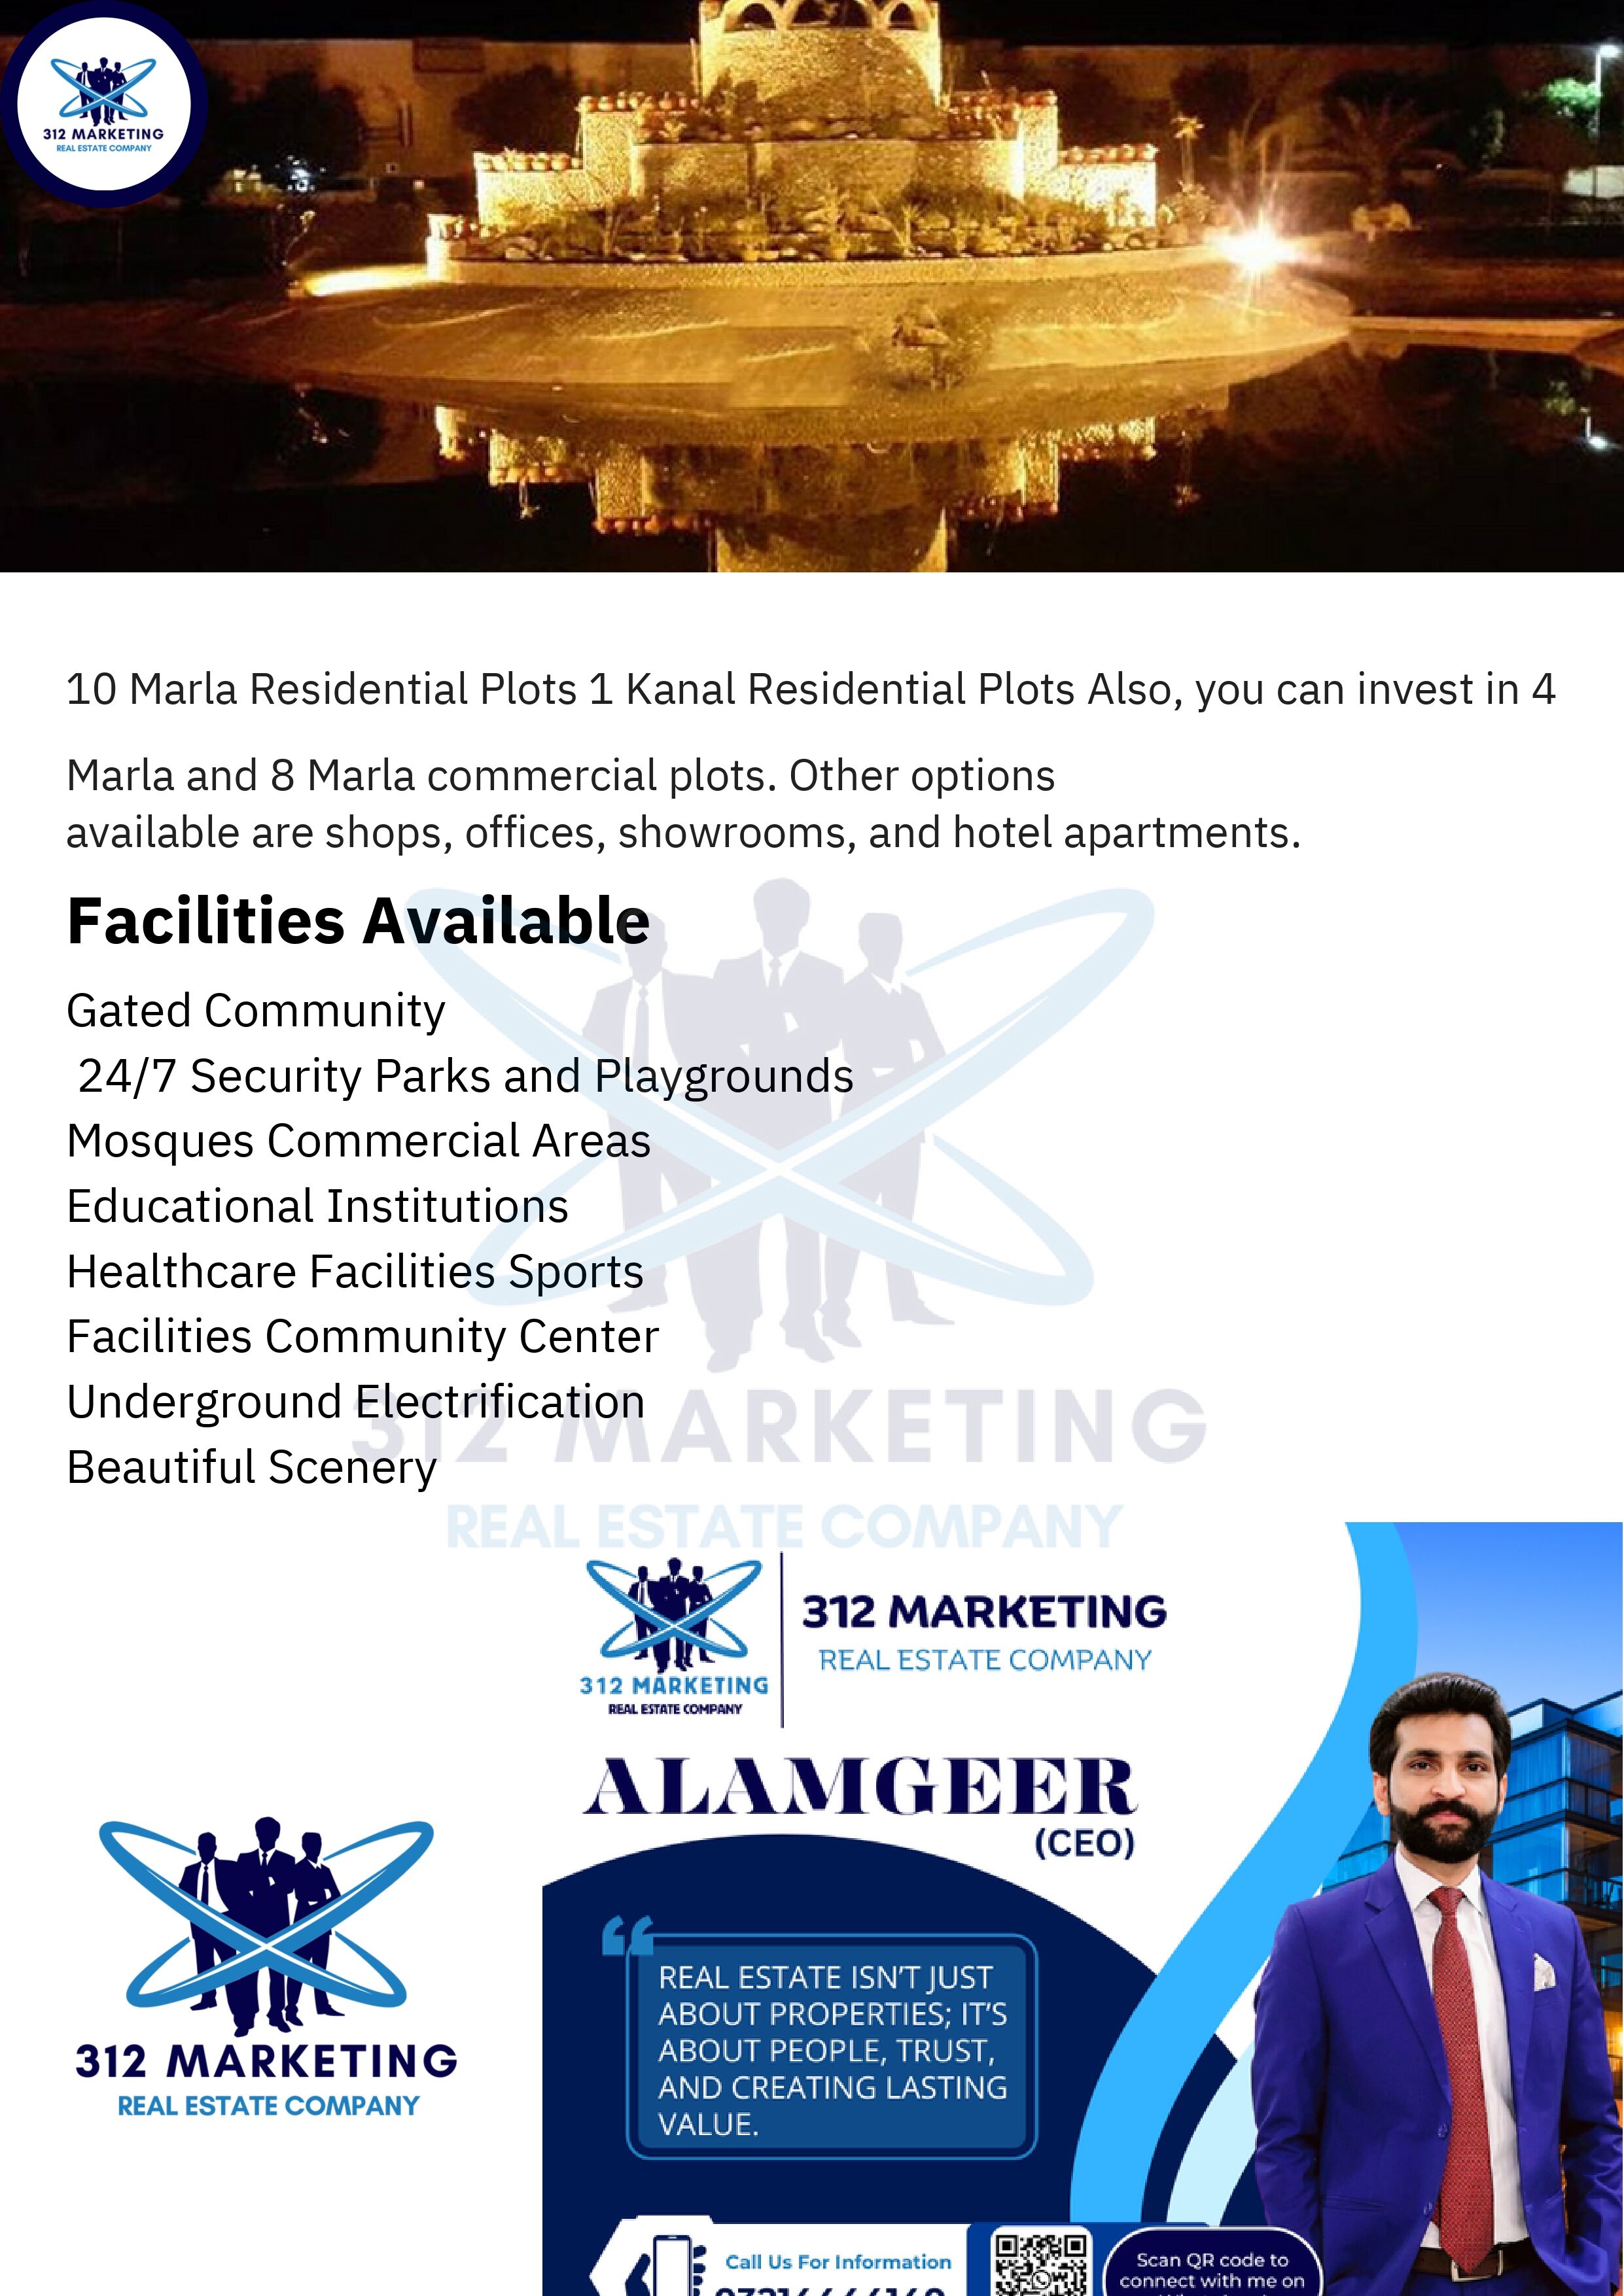 312 MARKETING
REAL ESTATE COMPANY
10 Marla Residential Plots 1 Kanal Residential Plots Also, you can invest in 4
Marla and 8 Marla commercial plots. Other options
available are shops, offices, showrooms, and hotel apartments.
Facilities Available
Gated Community
24/7 Security Parks and Playgrounds
Mosques Commercial Areas
Educational Institutions
Healthcare Facilities Sports
Facilities Community Center
Underground Electrification
Beautiful Scenery
312 MARKETING
REAL ESTATE COMPANY
312 MARKETING
REAL ESTATE COMPANY
312 MARKETING
REAL ESTATE COMPANY
ALAMGEER
(CEO)
312 MARKETING
REAL ESTATE COMPANY
“
REAL ESTATE ISN'T JUST
ABOUT PROPERTIES; IT'S
ABOUT PEOPLE, TRUST,
AND CREATING LASTING
VALUE.
Call Us For Information
Scan QR code to
connect with me on